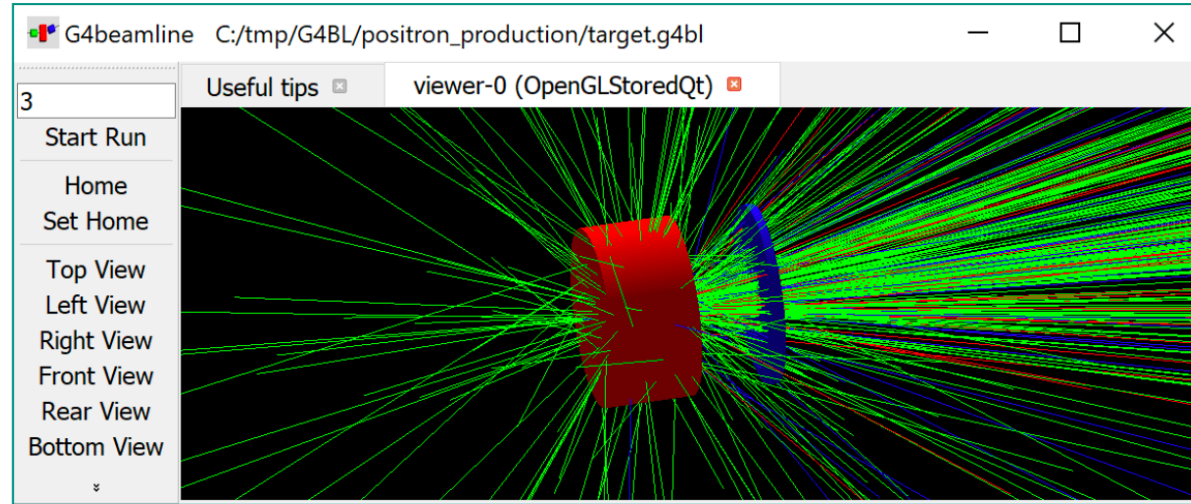 G4beamline C:/tmp/G4BL/positron_production/target.g4bl
Useful tips viewer-0 (OpenGLStoredQt)
3
Start Run
Home
Set Home
Top View
Left View
Right View
Front View
Rear View
Bottom View